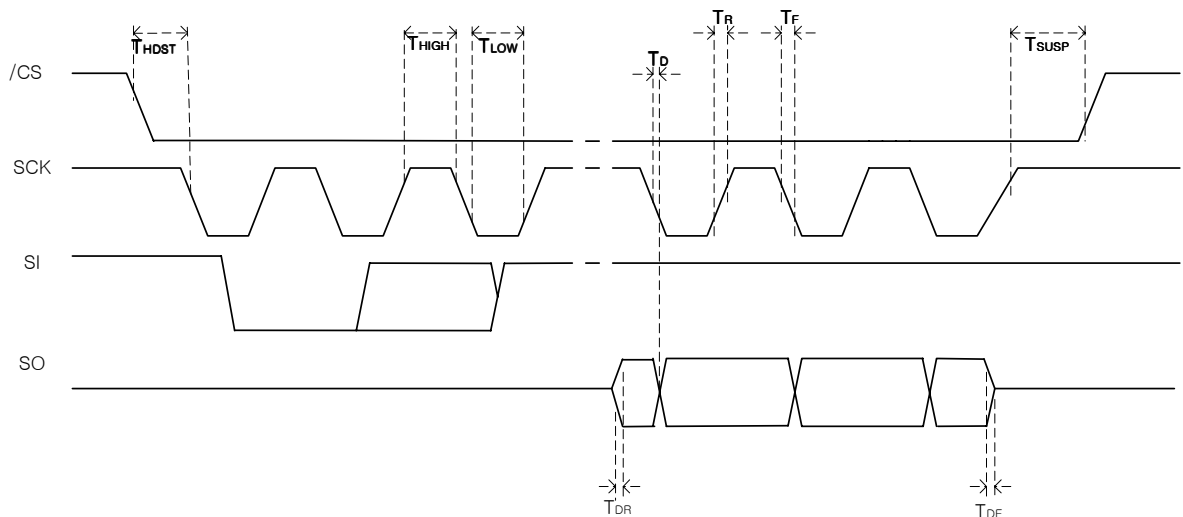 THDST
THIGH
TLOW
TD
TR
TF
TSUSP
/CS
SCK
SI
SO
TDR
TDF